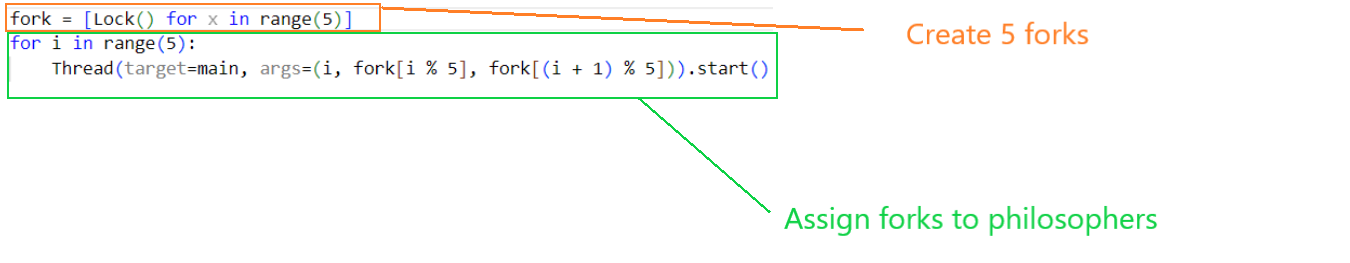 fork = [Lock() for x in range(5)]
Create 5 forks
for i in range(5):
    Thread(target=main, args=(i, fork[i % 5], fork[(i + 1) % 5])).start()
Assign forks to philosophers